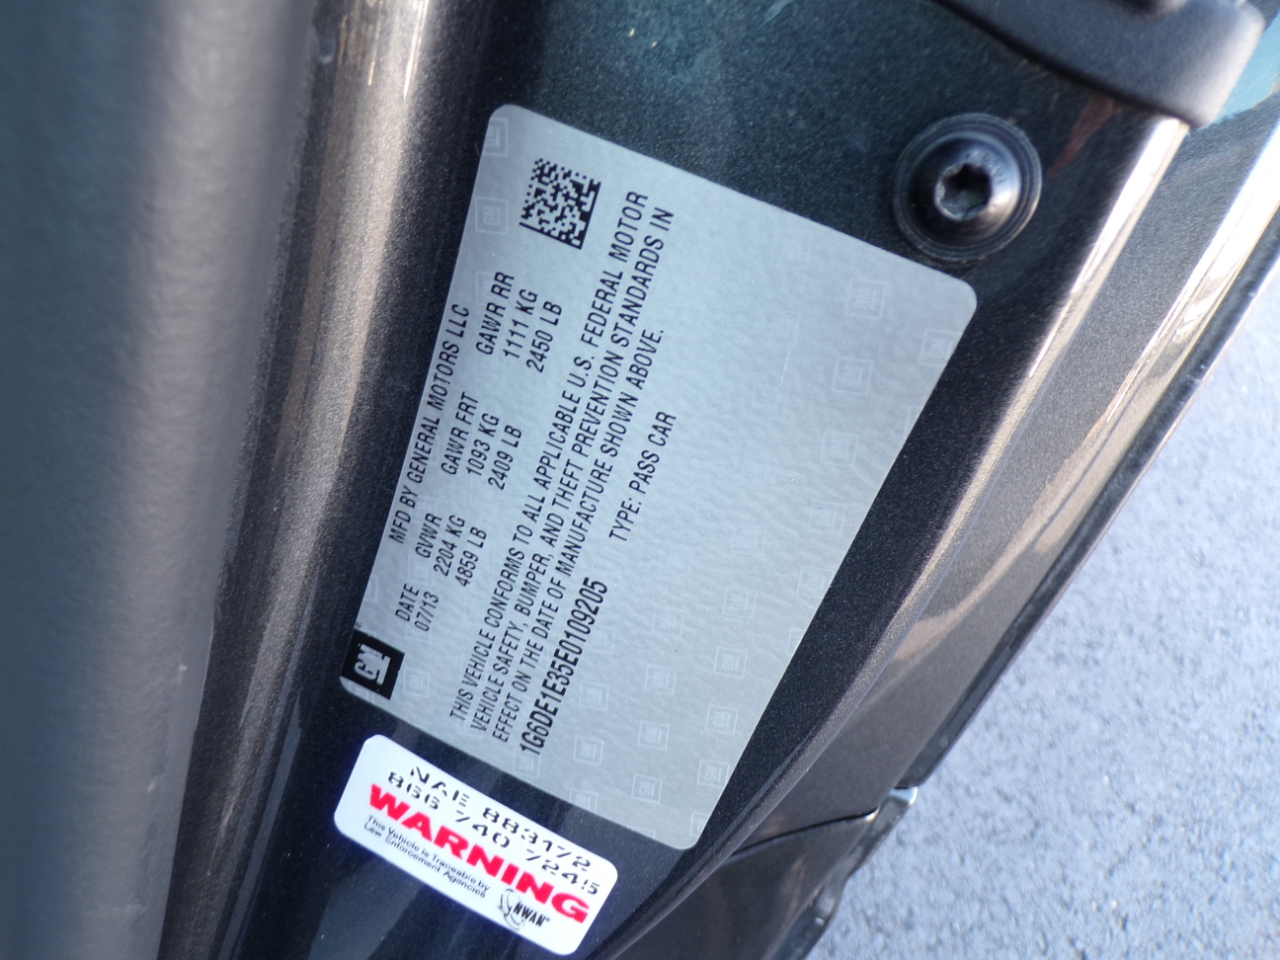 GM
MFD BY GENERAL MOTORS LLC
DATE GVWR GAWR FRT GAWR RR
07/13 2204 KG 1093 KG 1111 KG
4859 LB 2409 LB 2450 LB
THIS VEHICLE CONFORMS TO ALL APPLICABLE U.S. FEDERAL MOTOR
VEHICLE SAFETY, BUMPER, AND THEFT PREVENTION STANDARDS IN
EFFECT ON THE DATE OF MANUFACTURE SHOWN ABOVE.
1G6DE1E35E0109205 TYPE: PASS CAR
NAE 883172
866 740 7245
WARNING
This Vehicle is Traceable by
Law Enforcement Agencies
NWAN